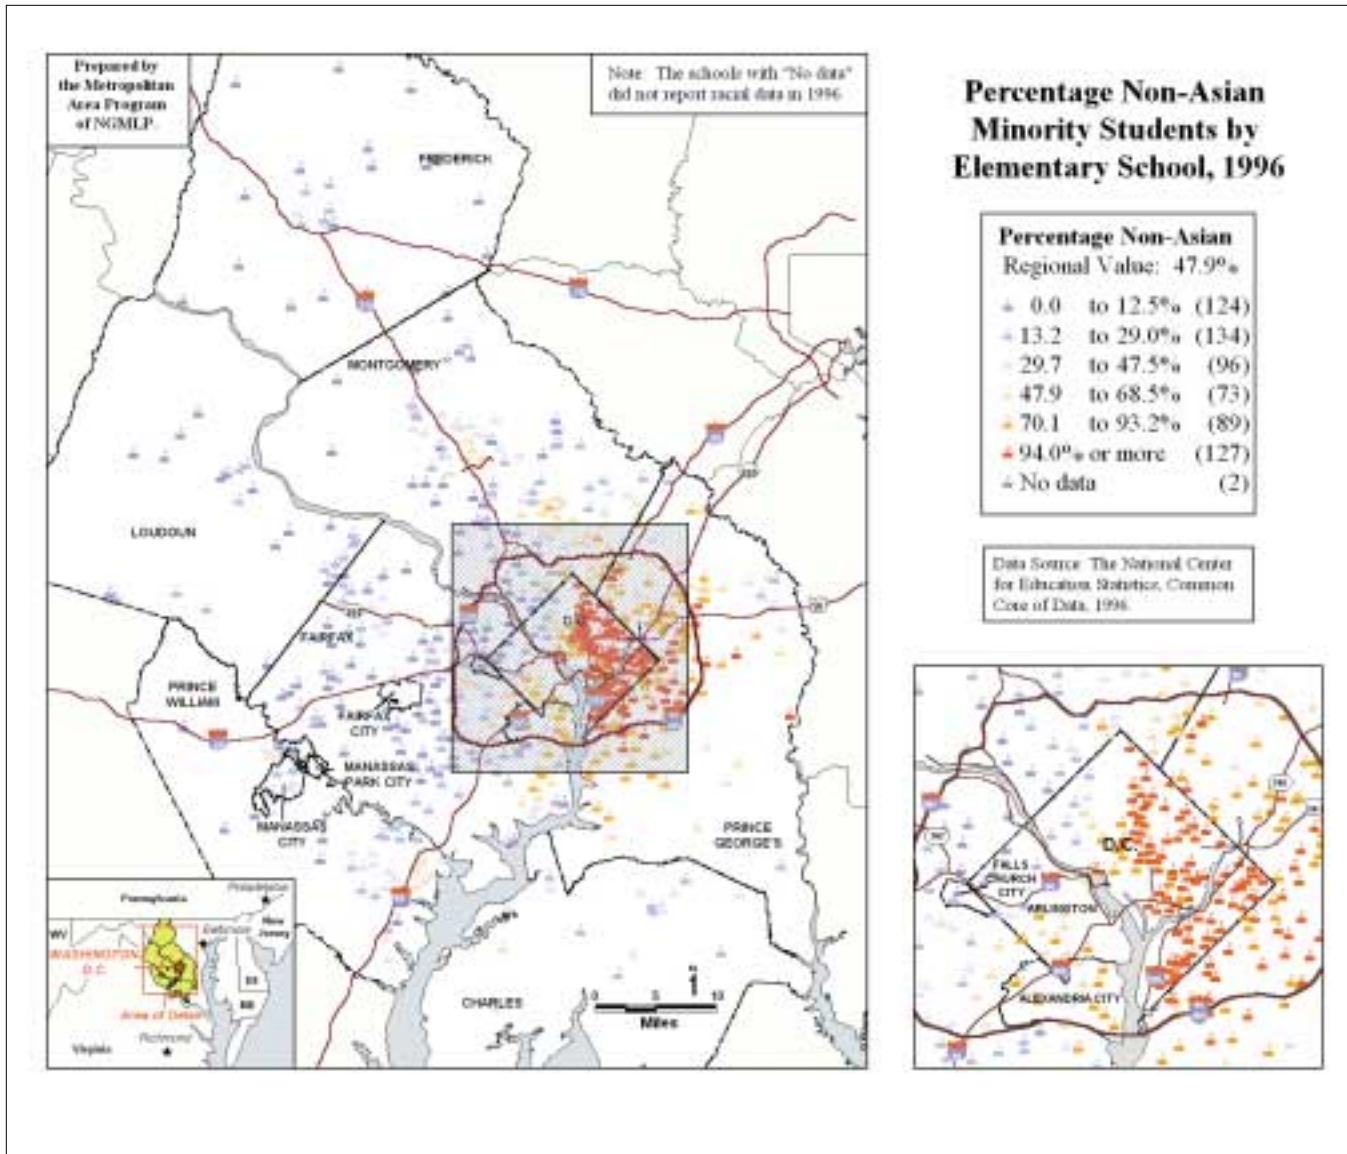 Prepared by
the Metropolitan
Area Program
of NGMLP.
Note: The schools with "No data"
did not report racial data in 1996
Percentage Non-Asian
Minority Students by
Elementary School, 1996
Percentage Non-Asian
Regional Value: 47.9%
0.0 to 12.5% (124)
13.2 to 29.0% (134)
29.7 to 47.5% (96)
47.9 to 68.5% (73)
70.1 to 93.2% (89)
94.0% or more (127)
No data (2)
Data Source: The National Center
for Education Statistics, Common
Core of Data, 1996.
FREDERICK
MONTGOMERY
LOUDOUN
FAIRFAX
D.C.
PRINCE
WILLIAM
FAIRFAX
CITY
MANASSAS
PARK CITY
MANASSAS
CITY
PRINCE
GEORGE'S
CHARLES
N
0 5 10
Miles
Pennsylvania
Philadelphia
New
Jersey
WV
Baltimore
WASHINGTON
D.C.
Area of Detail
Richmond
Virginia
D.C.
FALLS
CHURCH
CITY
ARLINGTON
ALEXANDRIA CITY